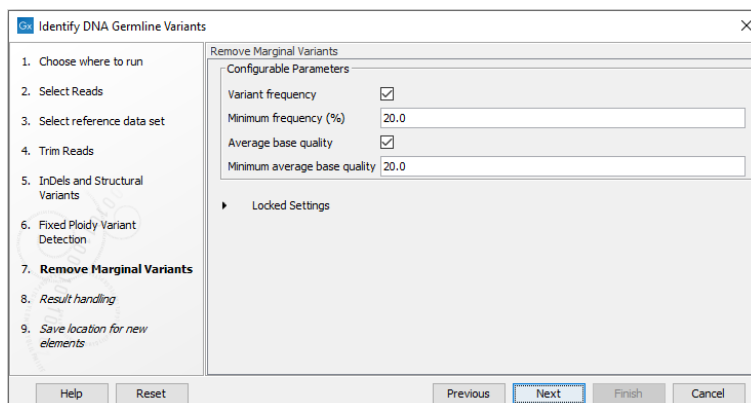 Gx Identify DNA Germline Variants
1. Choose where to run
2. Select Reads
3. Select reference data set
4. Trim Reads
5. InDels and Structural
Variants
6. Fixed Ploidy Variant
Detection
7. Remove Marginal Variants
8. Result handling
9. Save location for new
elements
Remove Marginal Variants
Configurable Parameters
Variant frequency
Minimum frequency (%) 20.0
Average base quality
Minimum average base quality 20.0
Locked Settings
Help Reset Previous Next Finish Cancel